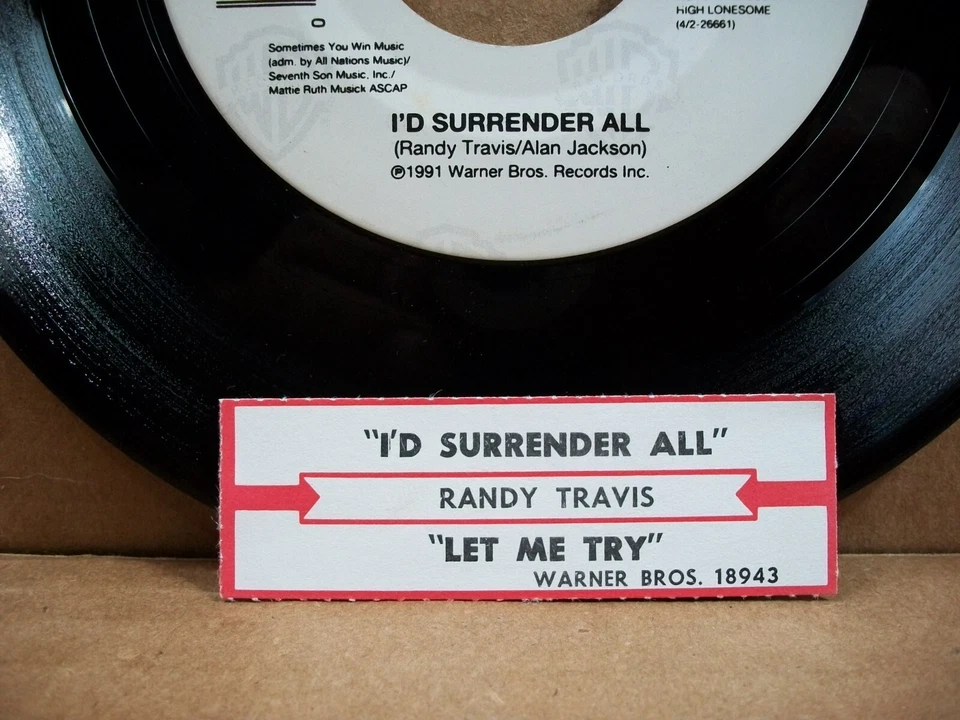 HIGH LONESOME
(4/2-26661)
O
Sometimes You Win Music
(adm. by All Nations Music)/
Seventh Son Music, Inc./
Mattie Ruth Musick ASCAP
I'D SURRENDER ALL
(Randy Travis/Alan Jackson)
℗1991 Warner Bros. Records Inc.
"I'D SURRENDER ALL"
RANDY TRAVIS
"LET ME TRY"
WARNER BROS. 18943